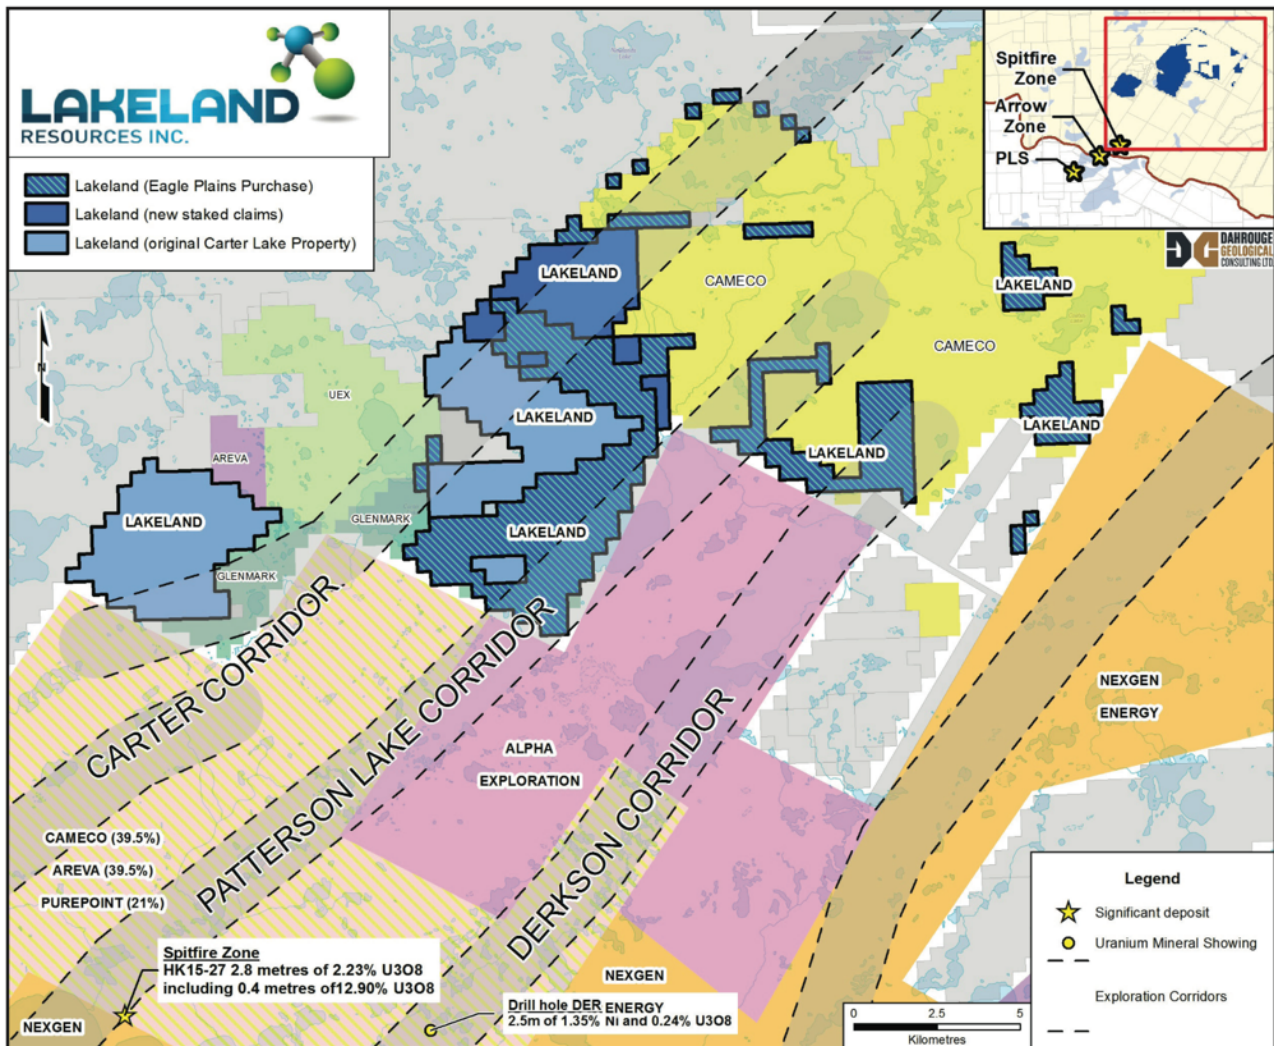 LAKELAND
RESOURCES INC.
Lakeland (Eagle Plains Purchase)
Lakeland (new staked claims)
Lakeland (original Carter Lake Property)
Spitfire
Zone
Arrow
Zone
PLS
DAHROUGE
GEOLOGICAL
CONSULTING LTD.
N
LAKELAND
CAMECO
LAKELAND
CAMECO
UEX
LAKELAND
LAKELAND
LAKELAND
AREVA
LAKELAND
GLENMARK
LAKELAND
GLENMARK
CARTER CORRIDOR
PATTERSON LAKE CORRIDOR
DERKSON CORRIDOR
ALPHA
EXPLORATION
NEXGEN
ENERGY
CAMECO (39.5%)
AREVA (39.5%)
PUREPOINT (21%)
Spitfire Zone
HK15-27 2.8 metres of 2.23% U3O8
including 0.4 metres of12.90% U3O8
NEXGEN
NEXGEN
Drill hole DER ENERGY
2.5m of 1.35% Ni and 0.24% U3O8
Legend
Significant deposit
Uranium Mineral Showing
Exploration Corridors
0 2.5 5
Kilometres